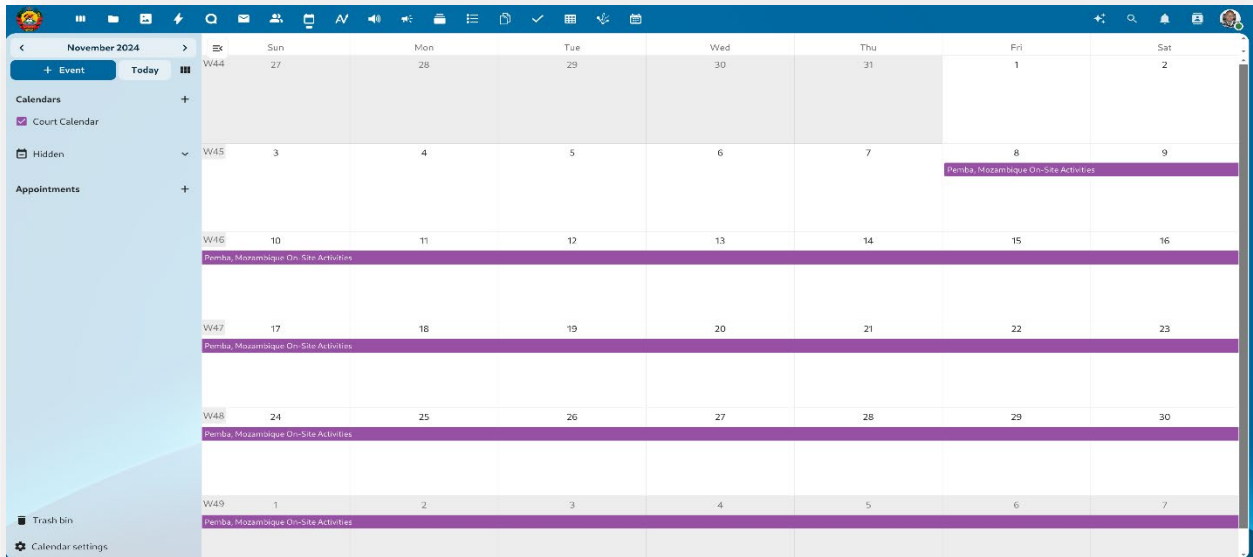 November 2024
Sun Mon Tue Wed Thu Fri Sat
+ Event Today
W44 27 28 29 30 31 1 2
Calendars
Court Calendar
Hidden
W45 3 4 5 6 7 8 9
Pemba, Mozambique On-Site Activities
Appointments
W46 10 11 12 13 14 15 16
Pemba, Mozambique On-Site Activities
W47 17 18 19 20 21 22 23
Pemba, Mozambique On-Site Activities
W48 24 25 26 27 28 29 30
Pemba, Mozambique On-Site Activities
W49 1 2 3 4 5 6 7
Pemba, Mozambique On-Site Activities
Trash bin
Calendar settings